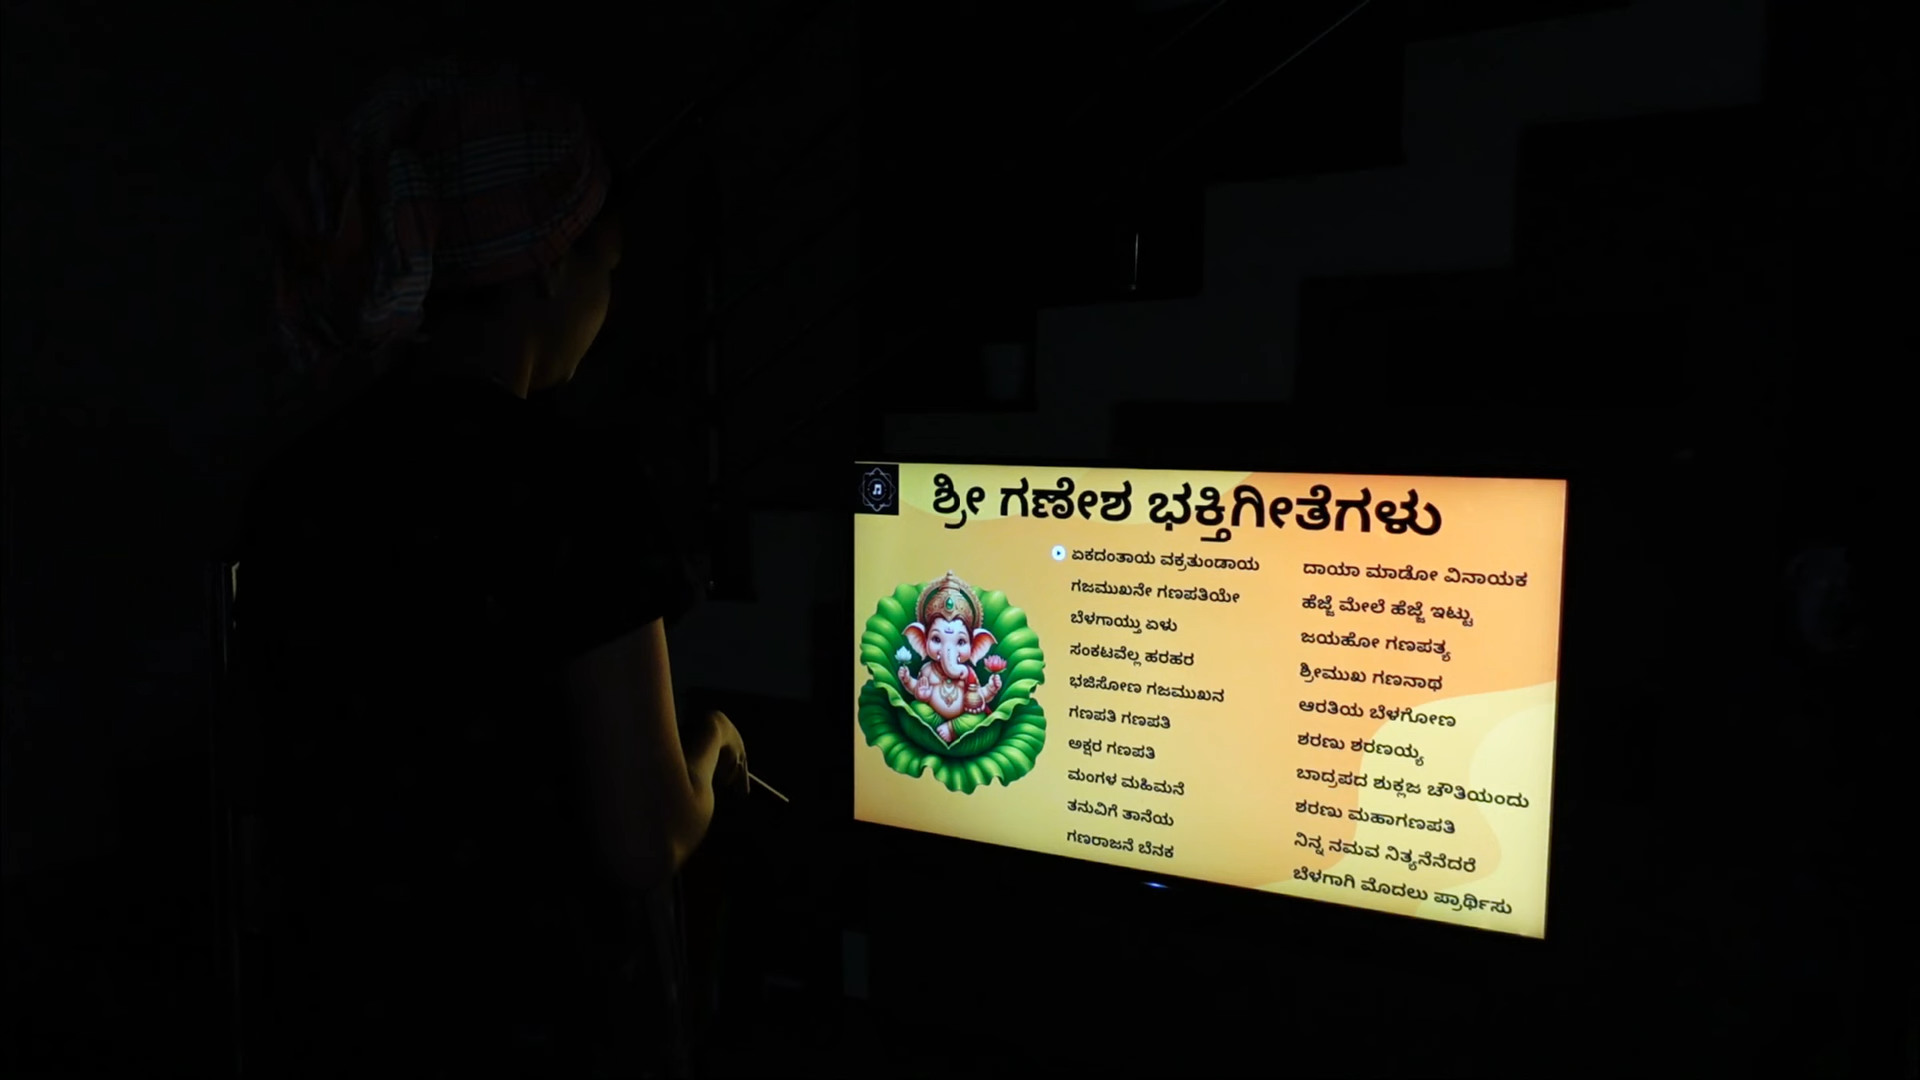 ಶ್ರೀ ಗಣೇಶ ಭಕ್ತಿಗೀತೆಗಳು
ಏಕದಂತಾಯ ವಕ್ರತುಂಡಾಯ
ಗಜಮುಖನೇ ಗಣಪತಿಯೇ
ಬೆಳಗಾಯ್ತು ಏಳು
ಸಂಕಟವೆಲ್ಲ ಹರಹರ
ಭಜಿಸೋಣ ಗಜಮುಖನ
ಗಣಪತಿ ಗಣಪತಿ
ಅಕ್ಷರ ಗಣಪತಿ
ಮಂಗಳ ಮಹಿಮನೆ
ತನುವಿಗೆ ತಾನೆಯ
ಗಣರಾಜನೆ ಬೆನಕ
ದಾಯಾ ಮಾಡೋ ವಿನಾಯಕ
ಹೆಜ್ಜೆ ಮೇಲೆ ಹೆಜ್ಜೆ ಇಟ್ಟು
ಜಯಹೋ ಗಣಪತ್ಯ
ಶ್ರೀಮುಖ ಗಣನಾಥ
ಆರತಿಯ ಬೆಳಗೋಣ
ಶರಣು ಶರಣಯ್ಯ
ಬಾದ್ರಪದ ಶುಕ್ಲಜ ಚೌತಿಯಂದು
ಶರಣು ಮಹಾಗಣಪತಿ
ನಿನ್ನ ನಮವ ನಿತ್ಯನೆನೆದರೆ
ಬೆಳಗಾಗಿ ಮೊದಲು ಪ್ರಾರ್ಥಿಸು